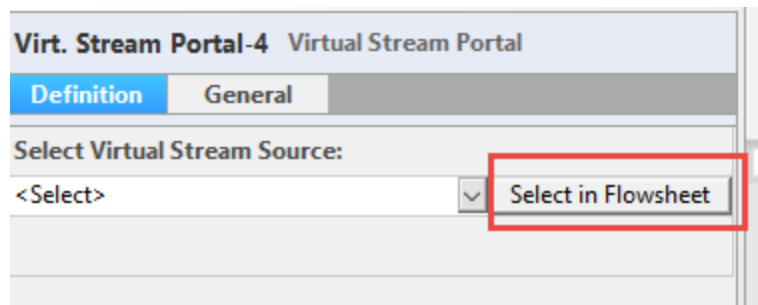 Virt. Stream Portal-4 Virtual Stream Portal
Definition General
Select Virtual Stream Source:
<Select> Select in Flowsheet